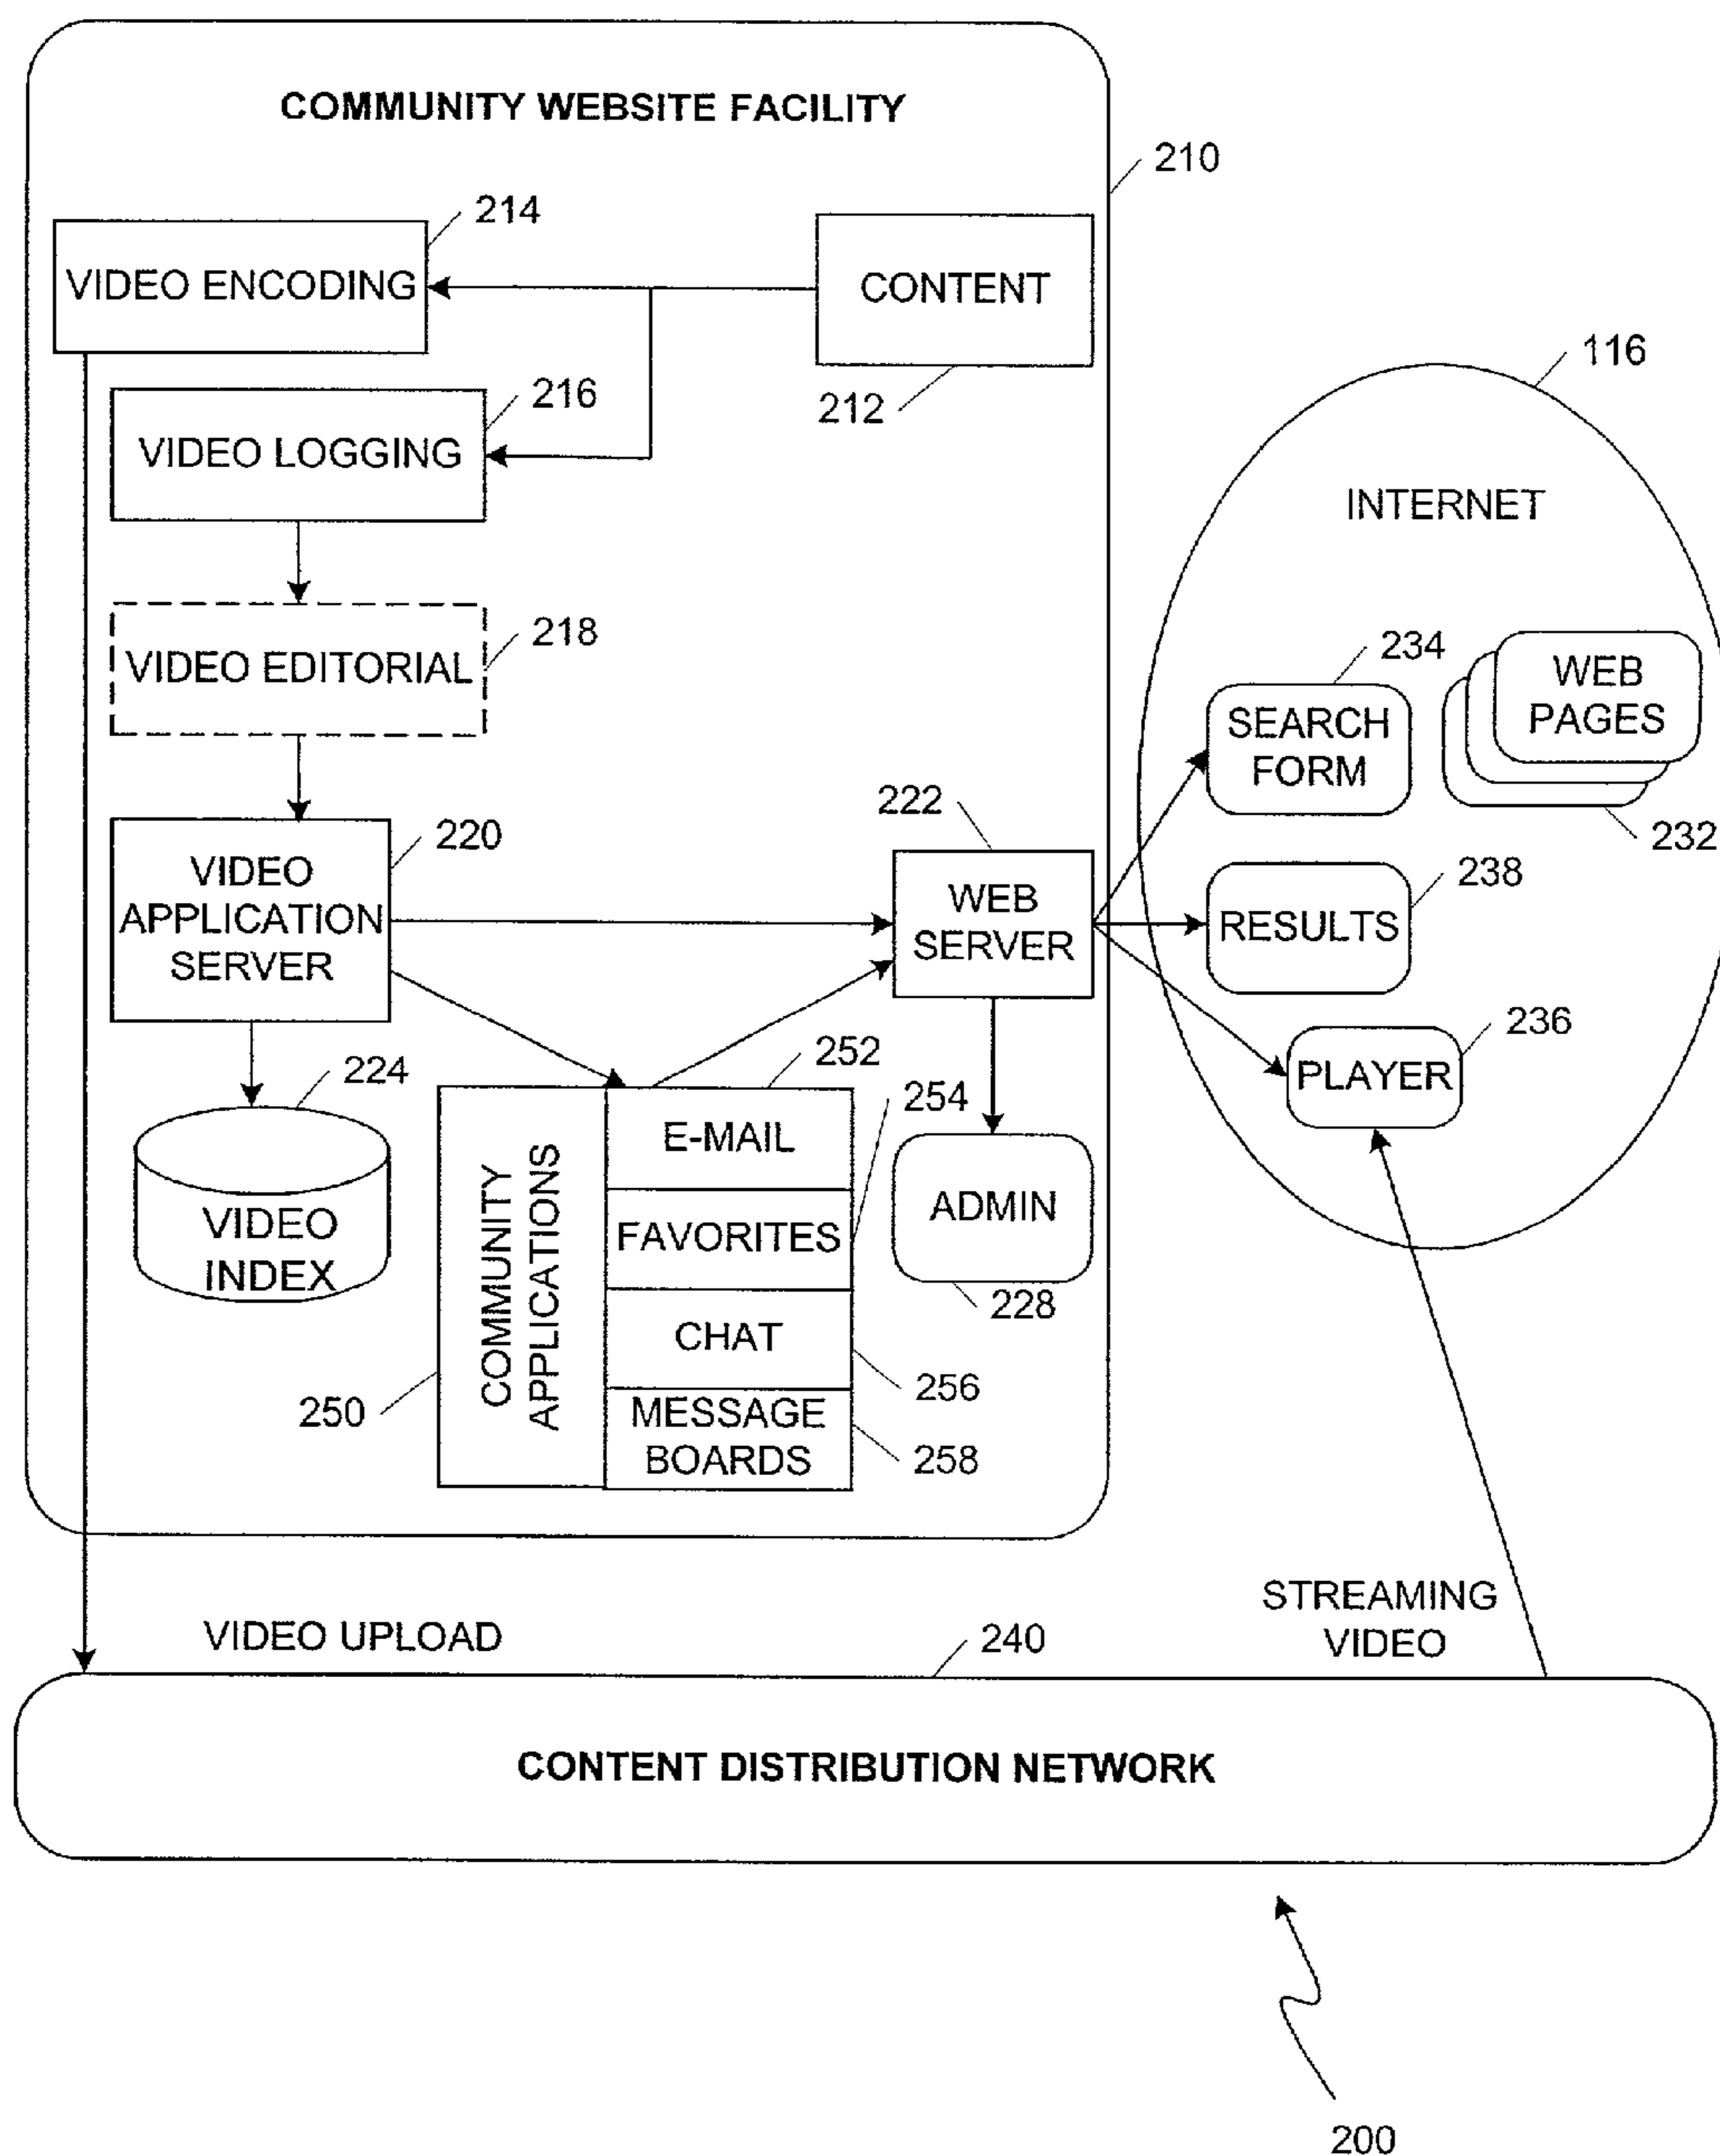 COMMUNITY WEBSITE FACILITY
210
214
VIDEO ENCODING
CONTENT
212
216
VIDEO LOGGING
116
INTERNET
218
VIDEO EDITORIAL
234
SEARCH
FORM
WEB
PAGES
232
220
VIDEO
APPLICATION
SERVER
222
WEB
SERVER
238
RESULTS
236
PLAYER
224
VIDEO
INDEX
COMMUNITY
APPLICATIONS
250
252
E-MAIL
254
FAVORITES
CHAT
256
MESSAGE
BOARDS
258
ADMIN
228
VIDEO UPLOAD
240
STREAMING
VIDEO
CONTENT DISTRIBUTION NETWORK
200